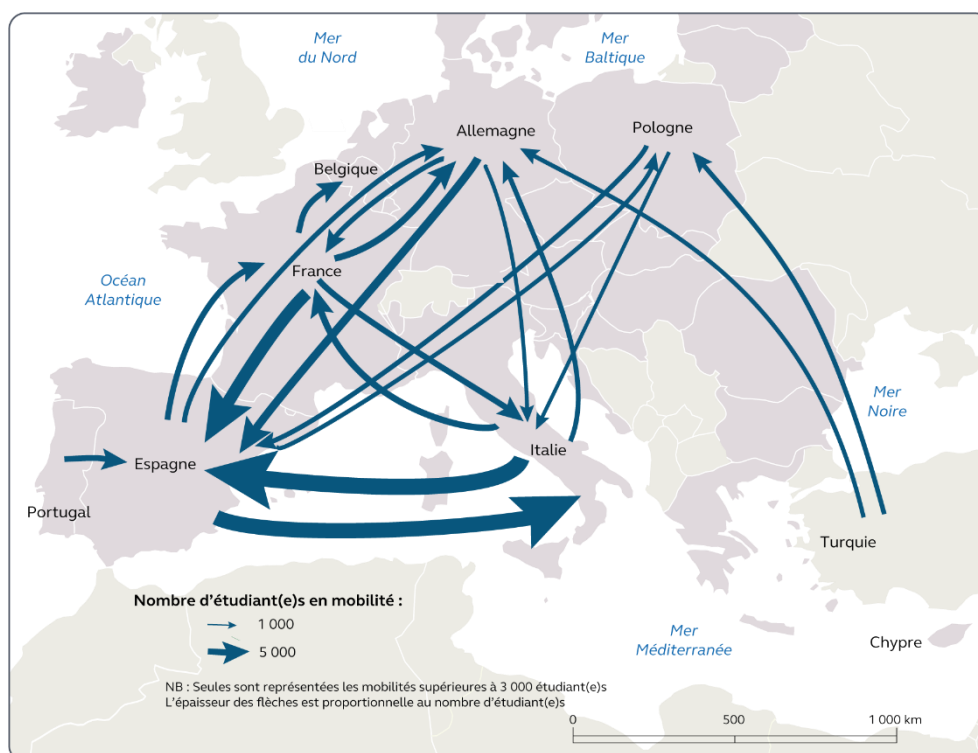 Mer
du Nord
Mer
Baltique
Allemagne
Pologne
Belgique
France
Océan
Atlantique
Mer
Noire
Italie
Espagne
Portugal
Turquie
Nombre d'étudiant(e)s en mobilité :
1 000
5 000
Mer
Méditerranée
Chypre
NB : Seules sont représentées les mobilités supérieures à 3 000 étudiant(e)s
L'épaisseur des flèches est proportionnelle au nombre d'étudiant(e)s
0
500
1 000 km